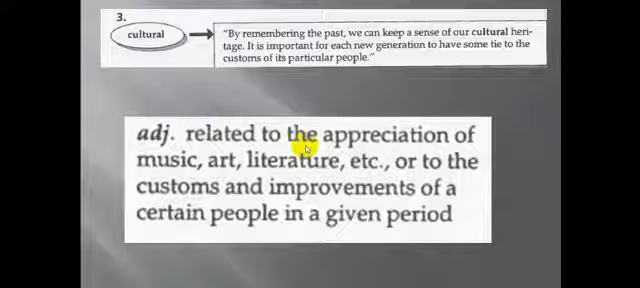 3.
cultural
"By remembering the past, we can keep a sense of our cultural heri-
tage. It is important for each new generation to have some tie to the
customs of its particular people."
adj. related to the appreciation of
music, art, literature, etc., or to the
customs and improvements of a
certain people in a given period